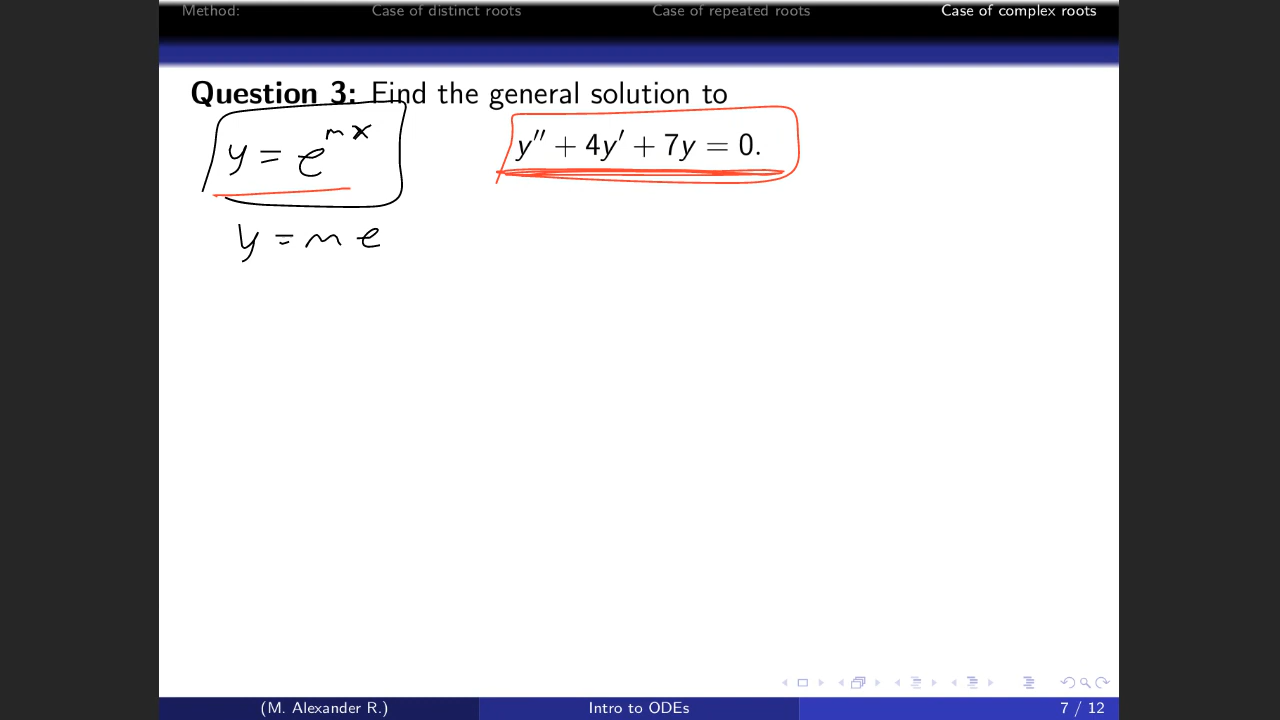 Method: Case of distinct roots Case of repeated roots Case of complex roots
Question 3: Find the general solution to
y = e^{mx}
y′′ + 4y′ + 7y = 0.
y = m e
(M. Alexander R.) Intro to ODEs 7 / 12